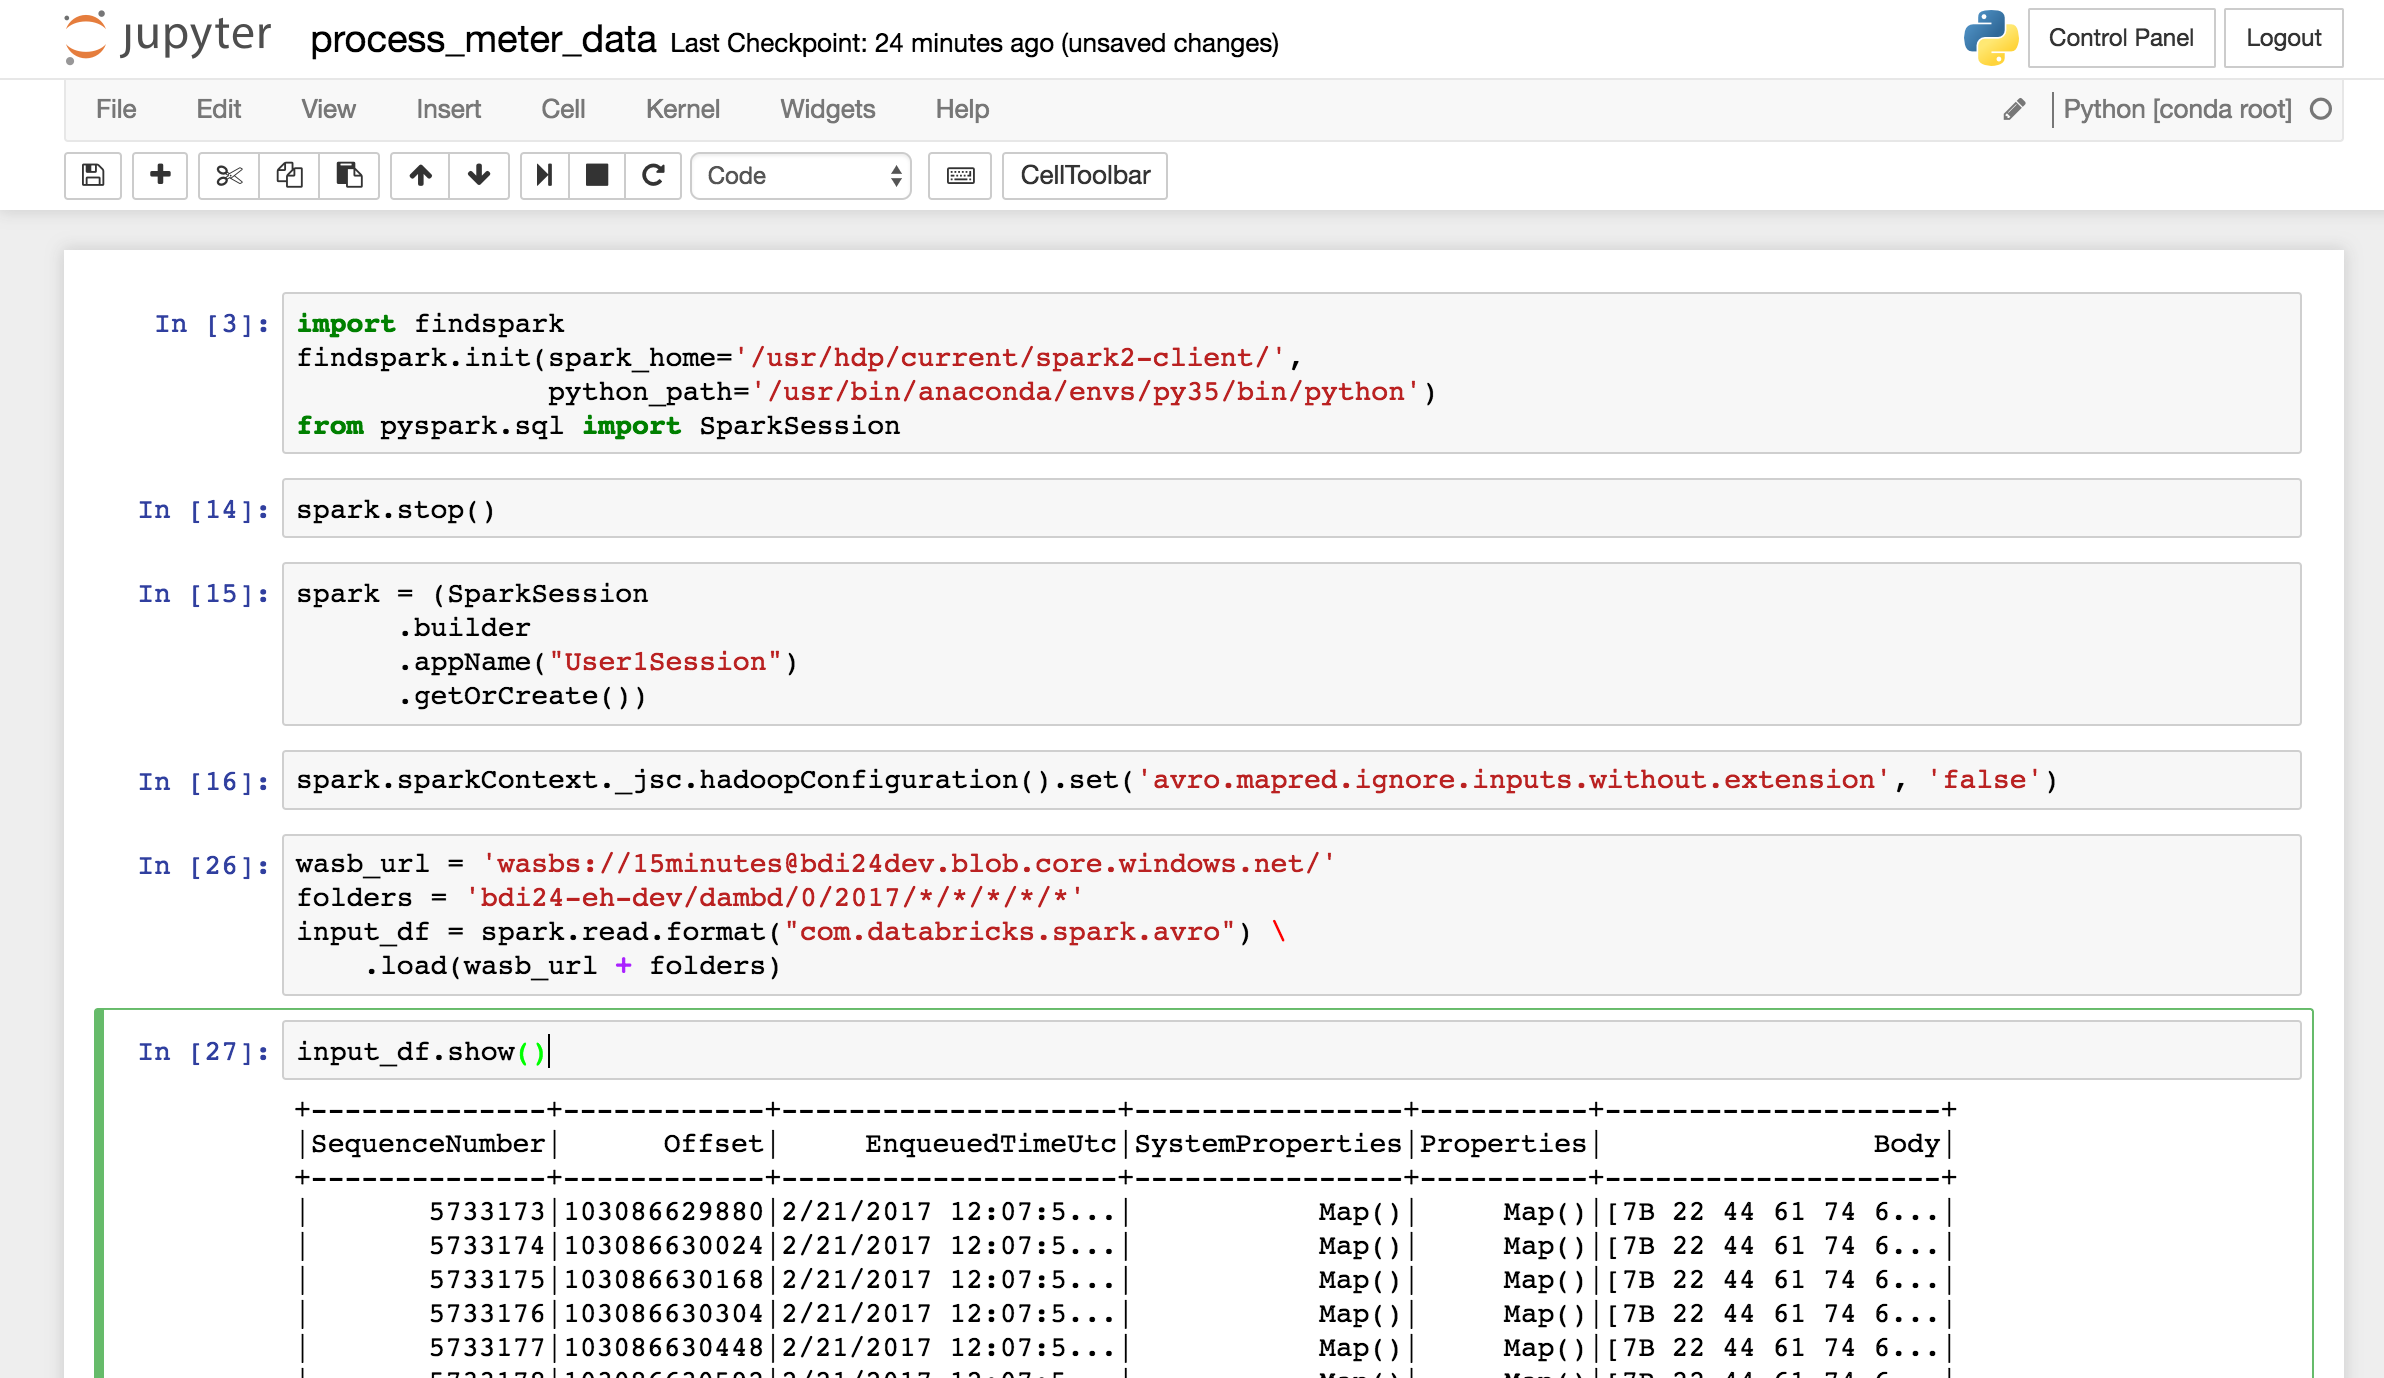 jupyter process_meter_data Last Checkpoint: 24 minutes ago (unsaved changes) Control Panel Logout
File Edit View Insert Cell Kernel Widgets Help Python [conda root]
Code CellToolbar
In [3]: import findspark
findspark.init(spark_home='/usr/hdp/current/spark2-client/',
python_path='/usr/bin/anaconda/envs/py35/bin/python')
from pyspark.sql import SparkSession
In [14]: spark.stop()
In [15]: spark = (SparkSession
.builder
.appName("User1Session")
.getOrCreate())
In [16]: spark.sparkContext._jsc.hadoopConfiguration().set('avro.mapred.ignore.inputs.without.extension', 'false')
In [26]: wasb_url = 'wasbs://15minutes@bdi24dev.blob.core.windows.net/'
folders = 'bdi24-eh-dev/dambd/0/2017/*/*/*/*/*'
input_df = spark.read.format("com.databricks.spark.avro") \
.load(wasb_url + folders)
In [27]: input_df.show()
+--------------+------------+--------------------+----------------+----------+--------------------+
|SequenceNumber|      Offset|     EnqueuedTimeUtc|SystemProperties|Properties|                Body|
+--------------+------------+--------------------+----------------+----------+--------------------+
|       5733173|103086629880|2/21/2017 12:07:5...|           Map()|     Map()|[7B 22 44 61 74 6...|
|       5733174|103086630024|2/21/2017 12:07:5...|           Map()|     Map()|[7B 22 44 61 74 6...|
|       5733175|103086630168|2/21/2017 12:07:5...|           Map()|     Map()|[7B 22 44 61 74 6...|
|       5733176|103086630304|2/21/2017 12:07:5...|           Map()|     Map()|[7B 22 44 61 74 6...|
|       5733177|103086630448|2/21/2017 12:07:5...|           Map()|     Map()|[7B 22 44 61 74 6...|